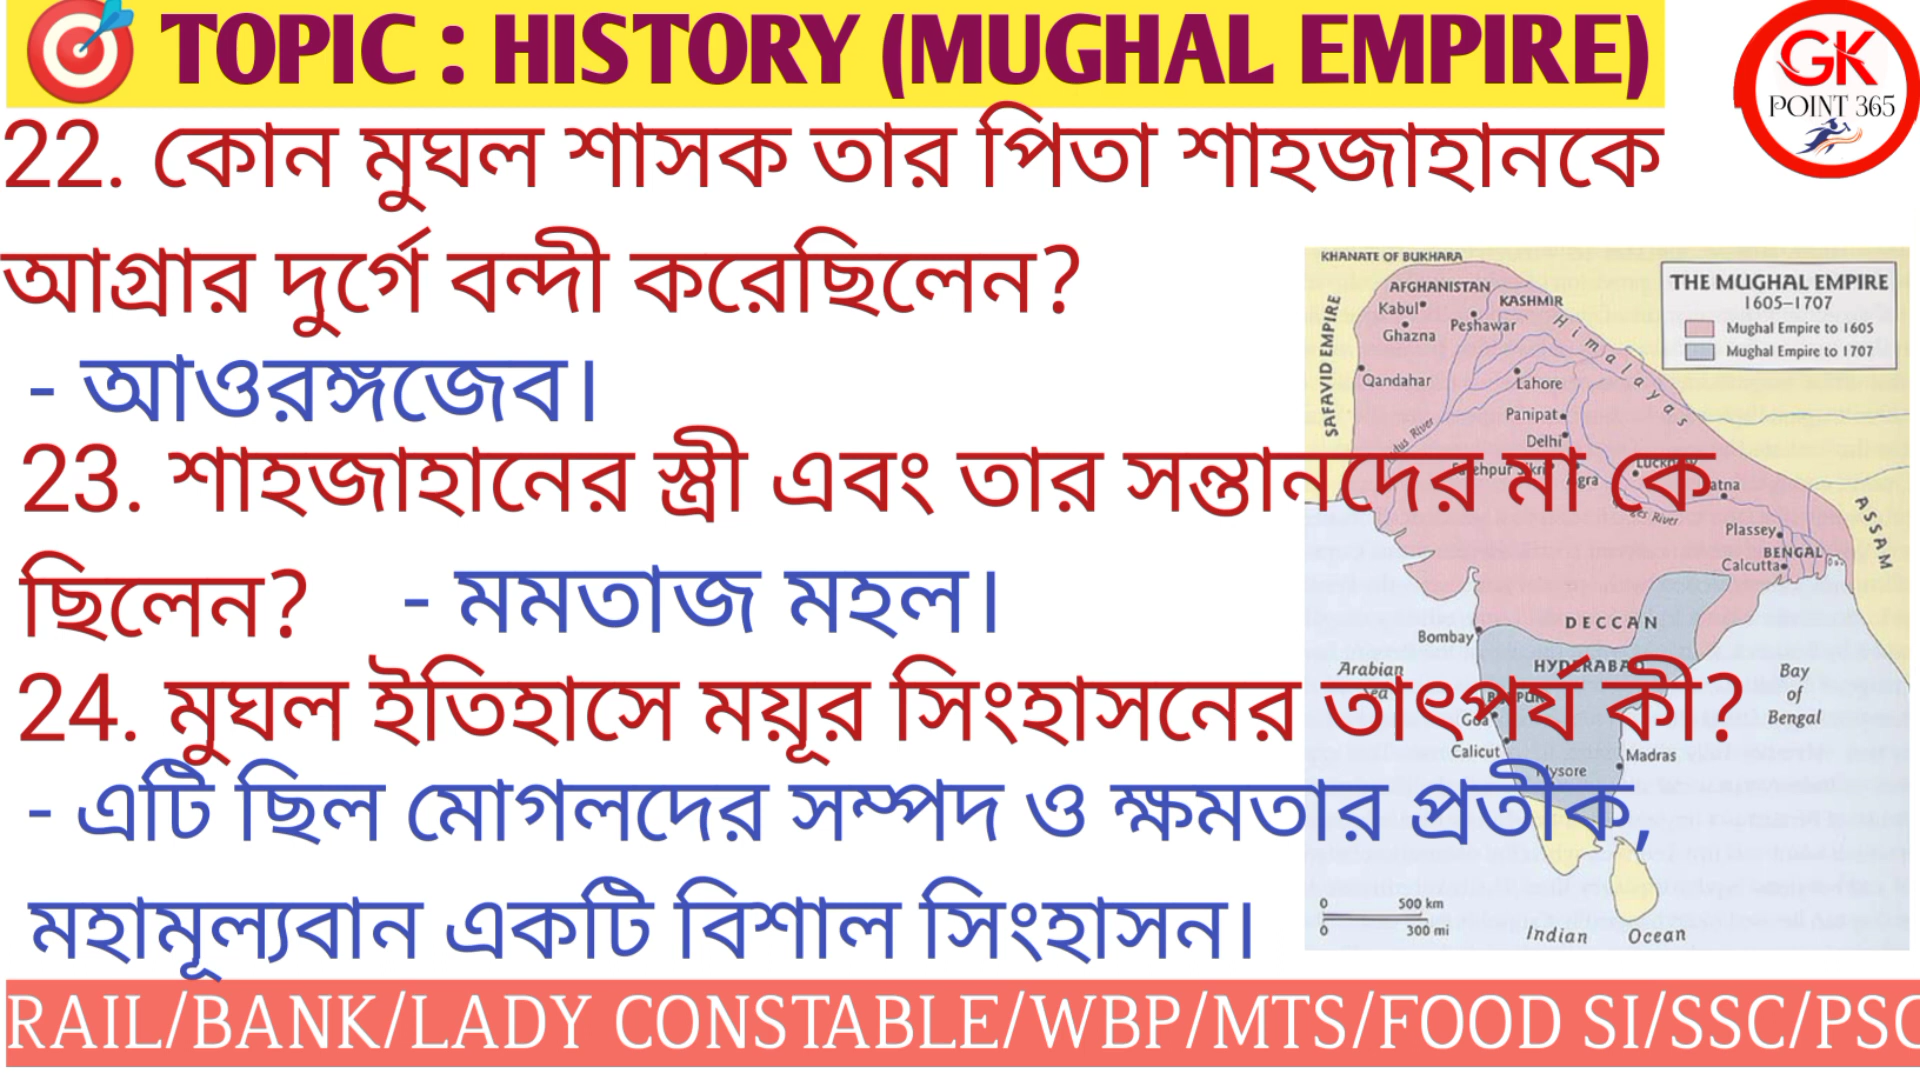 TOPIC : HISTORY (MUGHAL EMPIRE)
GK
POINT 365
22. কোন মুঘল শাসক তার পিতা শাহজাহানকে
আগ্রার দুর্গে বন্দী করেছিলেন?
- আওরঙ্গজেব।
23. শাহজাহানের স্ত্রী এবং তার সন্তানদের মা কে
ছিলেন? - মমতাজ মহল।
24. মুঘল ইতিহাসে ময়ূর সিংহাসনের তাৎপর্য কী?
- এটি ছিল মোগলদের সম্পদ ও ক্ষমতার প্রতীক,
মহামূল্যবান একটি বিশাল সিংহাসন।
KHANATE OF BUKHARA
THE MUGHAL EMPIRE
1605–1707
Mughal Empire to 1605
Mughal Empire to 1707
SAFAVID EMPIRE
AFGHANISTAN
KASHMIR
Kabul
Peshawar
Ghazna
Himalayas
Qandahar
Lahore
Panipat
Delhi
River
Plassey
BENGAL
Calcutta
ASSAM
DECCAN
Bombay
HYDERABAD
Arabian
Bay
of
Bengal
Goa
Calicut
Madras
Mysore
0 500 km
0 300 mi
Indian Ocean
RAIL/BANK/LADY CONSTABLE/WBP/MTS/FOOD SI/SSC/PSC